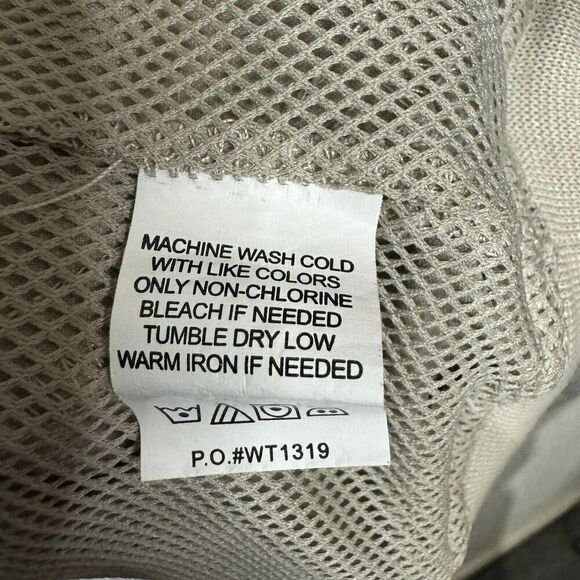 MACHINE WASH COLD
WITH LIKE COLORS
ONLY NON-CHLORINE
BLEACH IF NEEDED
TUMBLE DRY LOW
WARM IRON IF NEEDED
P.O.#WT1319